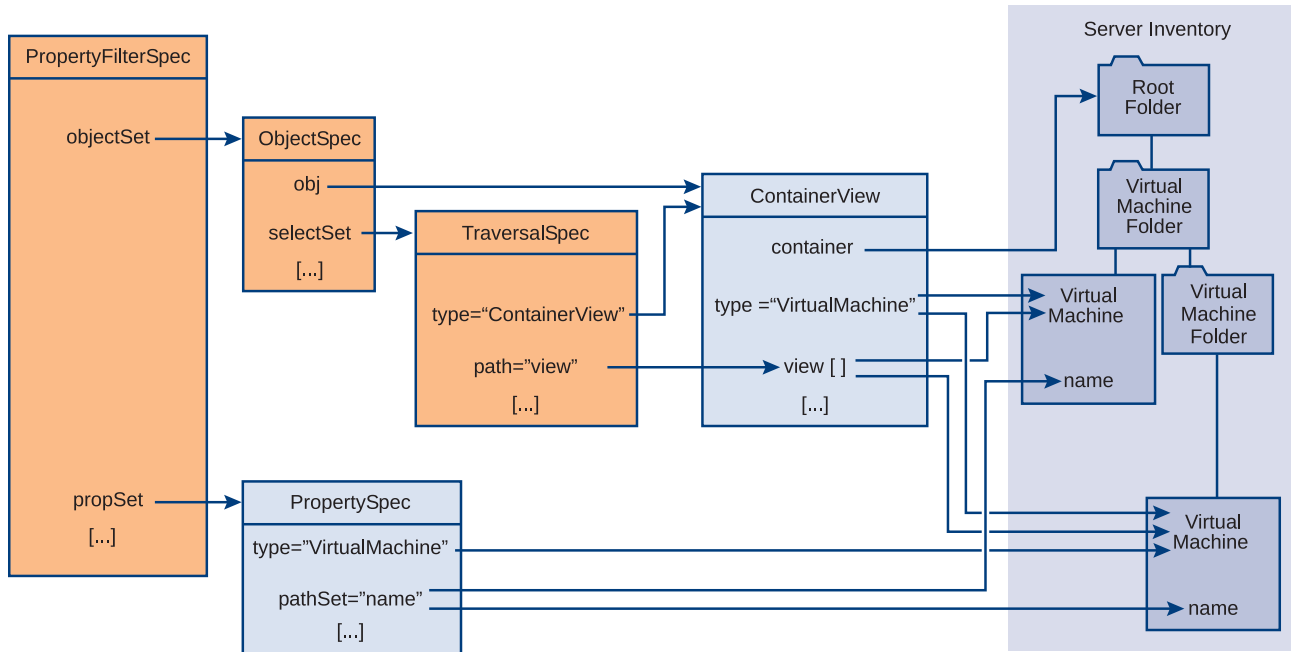 PropertyFilterSpec
objectSet
propSet
[...]
ObjectSpec
obj
selectSet
[...]
TraversalSpec
type=”ContainerView”
path=”view”
[...]
PropertySpec
type=”VirtualMachine”
pathSet=”name”
[...]
ContainerView
container
type =“VirtualMachine”
view [ ]
[...]
Server Inventory
Root
Folder
Virtual
Machine
Folder
Virtual
Machine
name
Virtual
Machine
Folder
Virtual
Machine
name